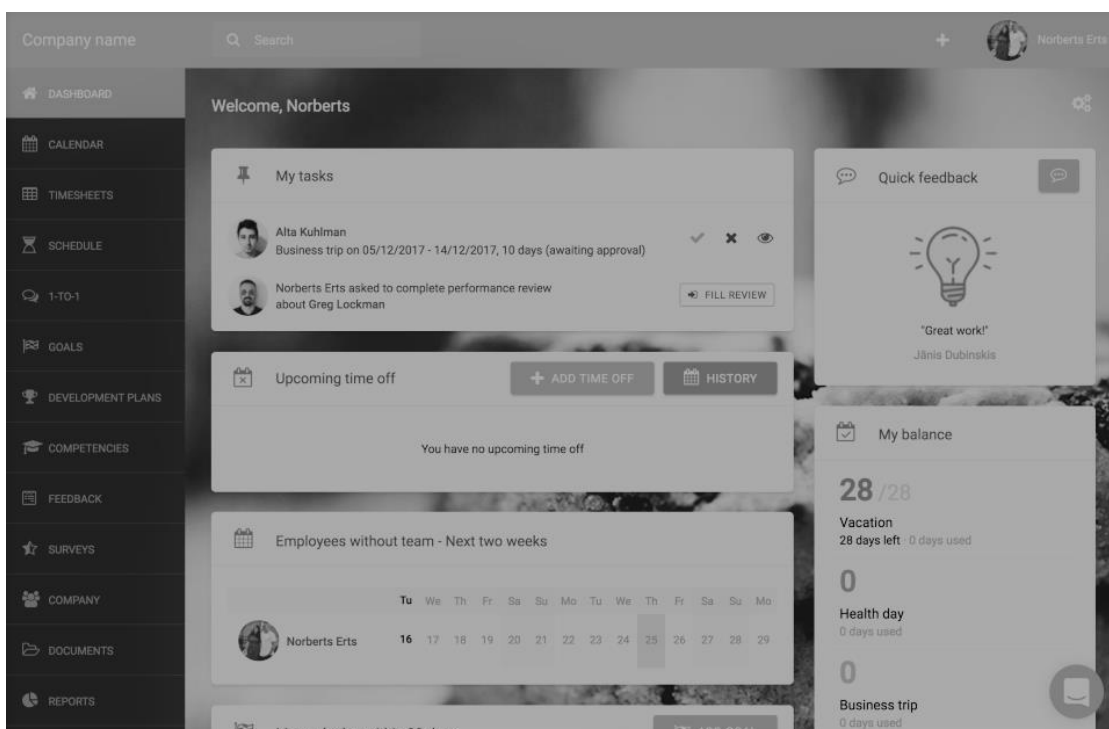 Company name
Search
Norberts Erts
DASHBOARD
CALENDAR
TIMESHEETS
SCHEDULE
1-TO-1
GOALS
DEVELOPMENT PLANS
COMPETENCIES
FEEDBACK
SURVEYS
COMPANY
DOCUMENTS
REPORTS
Welcome, Norberts
My tasks
Alta Kuhlman
Business trip on 05/12/2017 - 14/12/2017, 10 days (awaiting approval)
Norberts Erts asked to complete performance review
about Greg Lockman
FILL REVIEW
Upcoming time off
ADD TIME OFF
HISTORY
You have no upcoming time off
Employees without team - Next two weeks
Tu We Th Fr Sa Su Mo Tu We Th Fr Sa Su Mo
Norberts Erts 16 17 18 19 20 21 22 23 24 25 26 27 28 29
Quick feedback
"Great work!"
Jānis Dubinskis
My balance
28 /28
Vacation
28 days left · 0 days used
0
Health day
0 days used
0
Business trip
0 days used